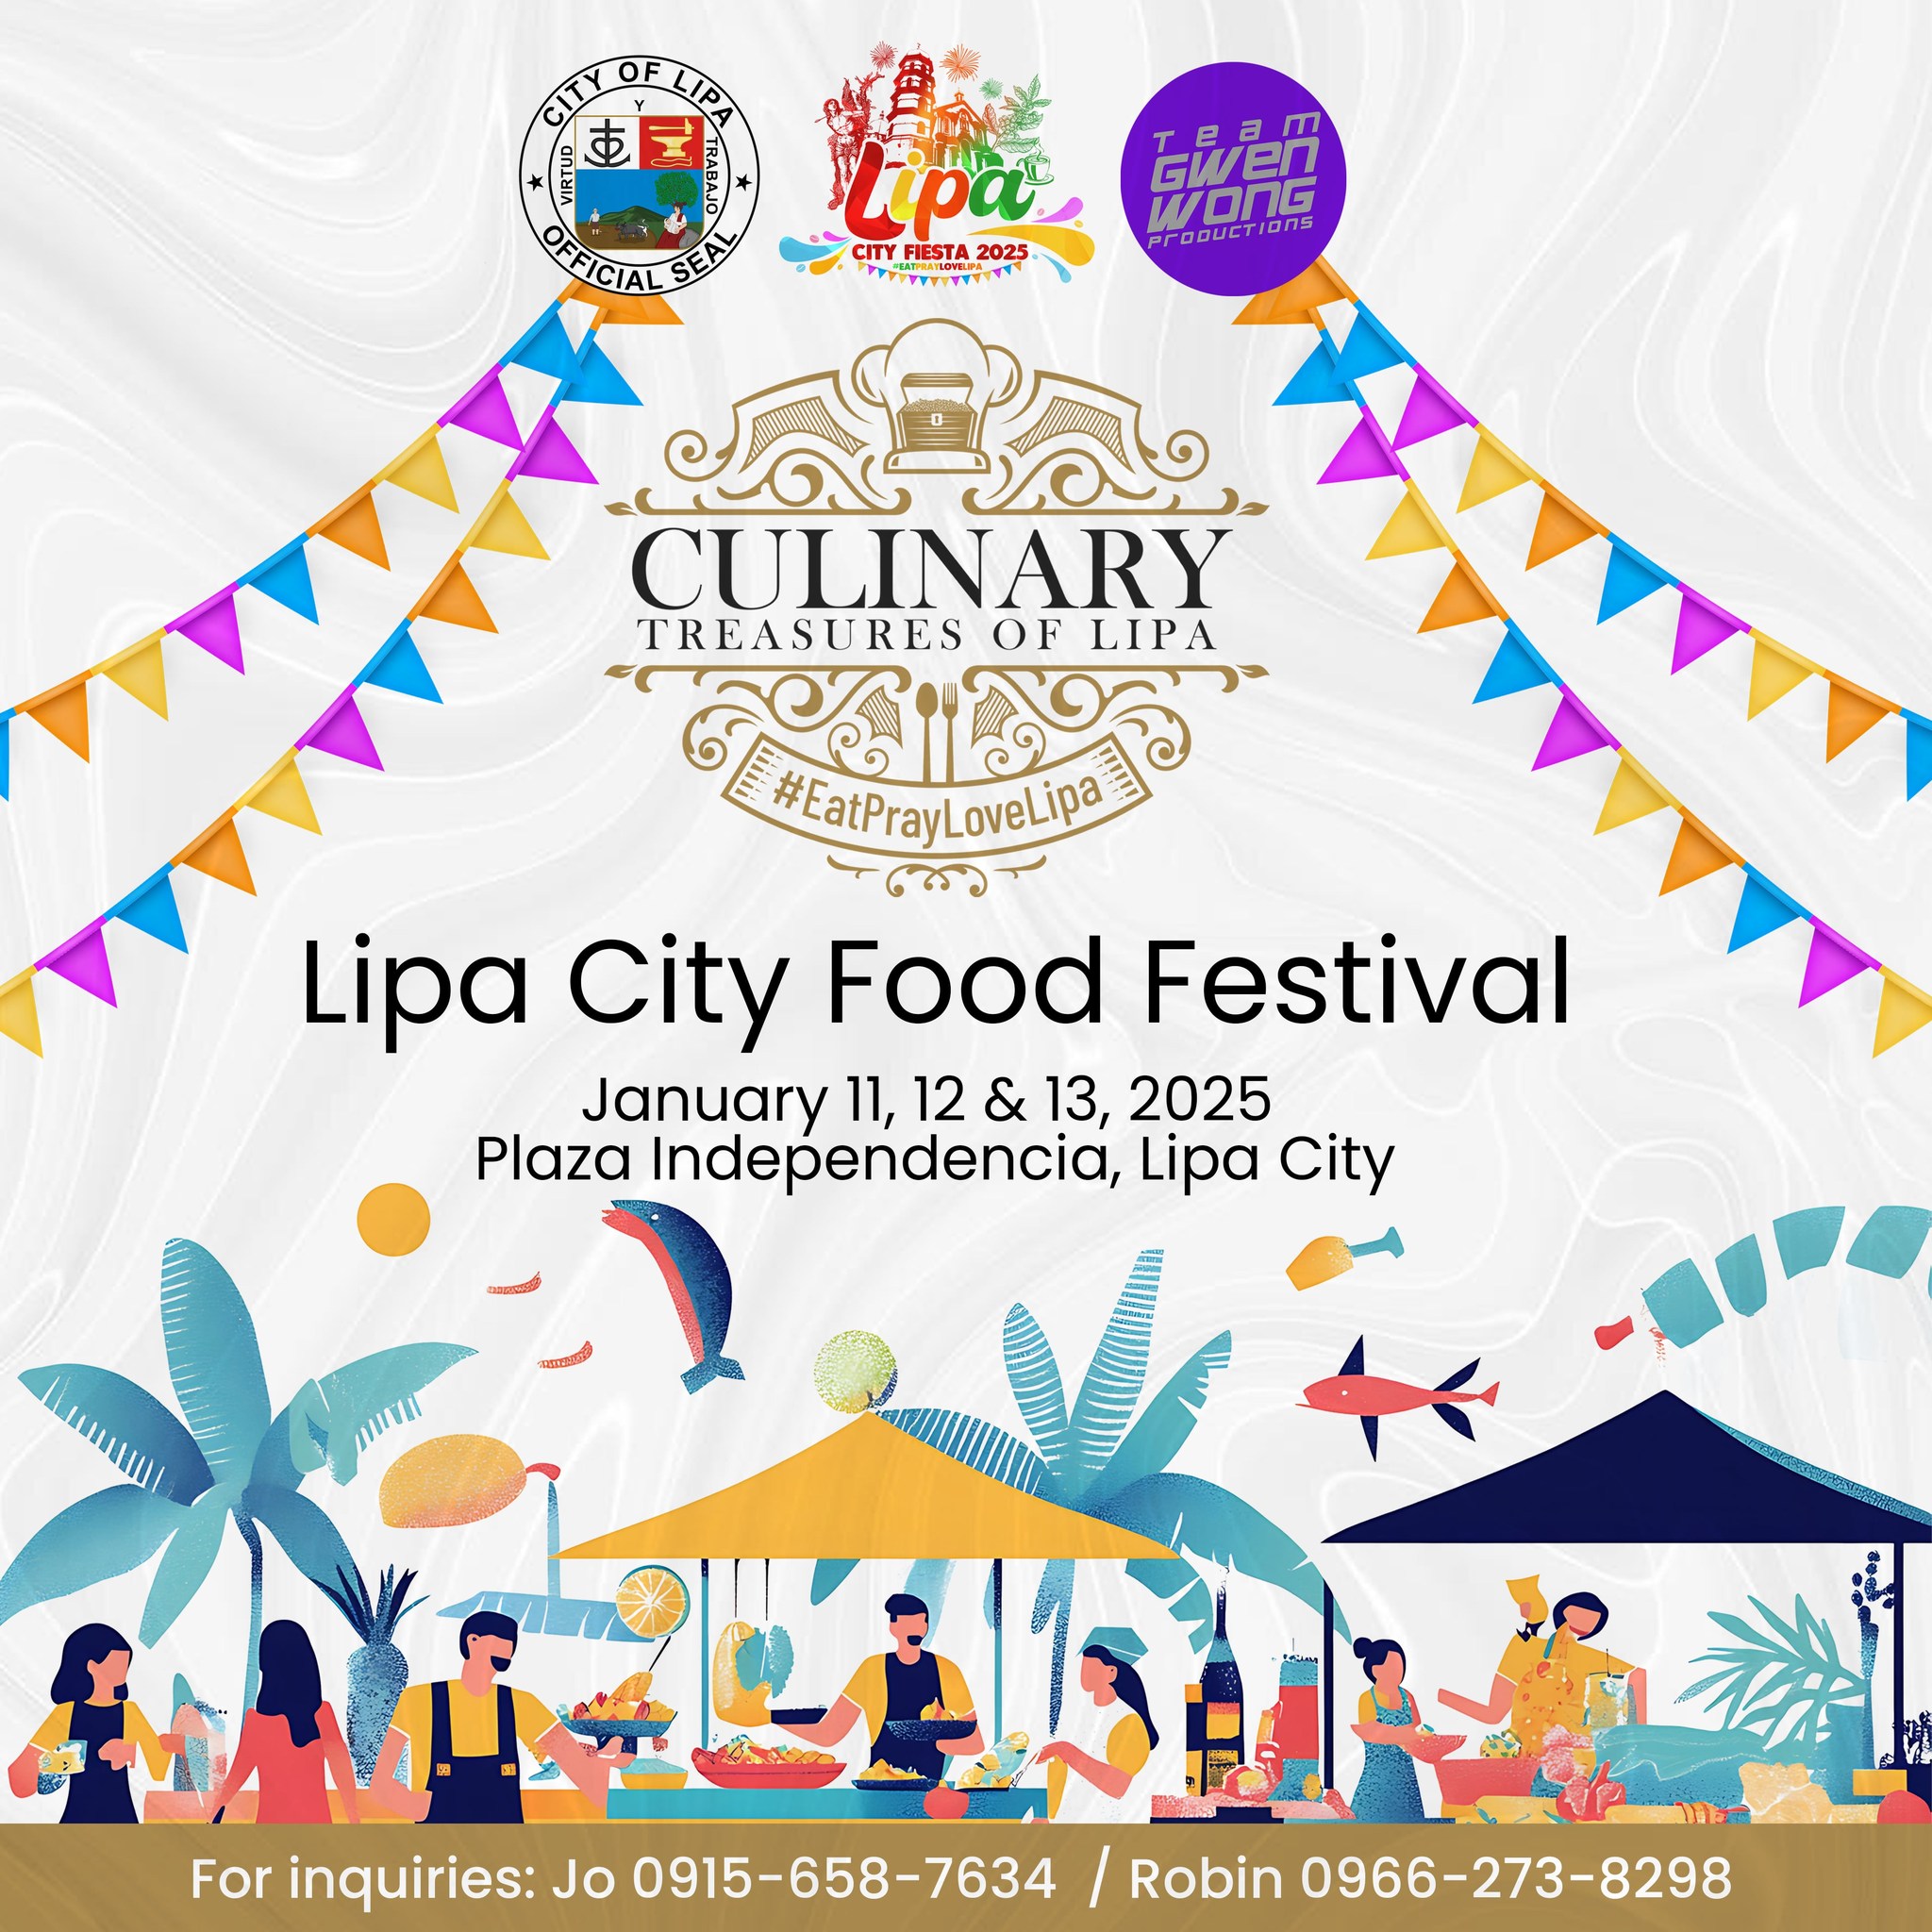 CITY OF LIPA
Y
VIRTUD
TRABAJO
OFFICIAL SEAL
Lipa
CITY FIESTA 2025
#EATPRAYLOVELIPA
Team
GWEN
WONG
PRODUCTIONS
CULINARY
TREASURES OF LIPA
#EatPrayLoveLipa
Lipa City Food Festival
January 11, 12 & 13, 2025
Plaza Independencia, Lipa City
For inquiries: Jo 0915-658-7634 / Robin 0966-273-8298